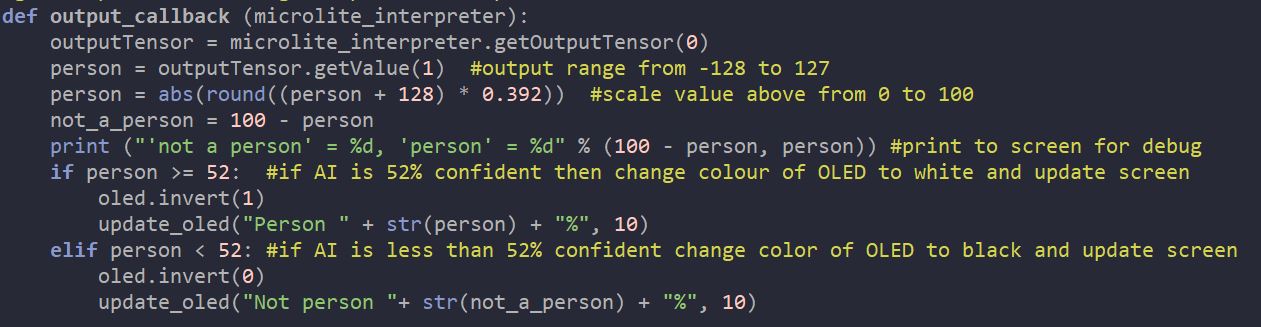 def output_callback (microlite_interpreter):
    outputTensor = microlite_interpreter.getOutputTensor(0)
    person = outputTensor.getValue(1)  #output range from -128 to 127
    person = abs(round((person + 128) * 0.392))  #scale value above from 0 to 100
    not_a_person = 100 - person
    print ("'not a person' = %d, 'person' = %d" % (100 - person, person)) #print to screen for debug
    if person >= 52:  #if AI is 52% confident then change colour of OLED to white and update screen
        oled.invert(1)
        update_oled("Person " + str(person) + "%", 10)
    elif person < 52: #if AI is less than 52% confident change color of OLED to black and update screen
        oled.invert(0)
        update_oled("Not person "+ str(not_a_person) + "%", 10)